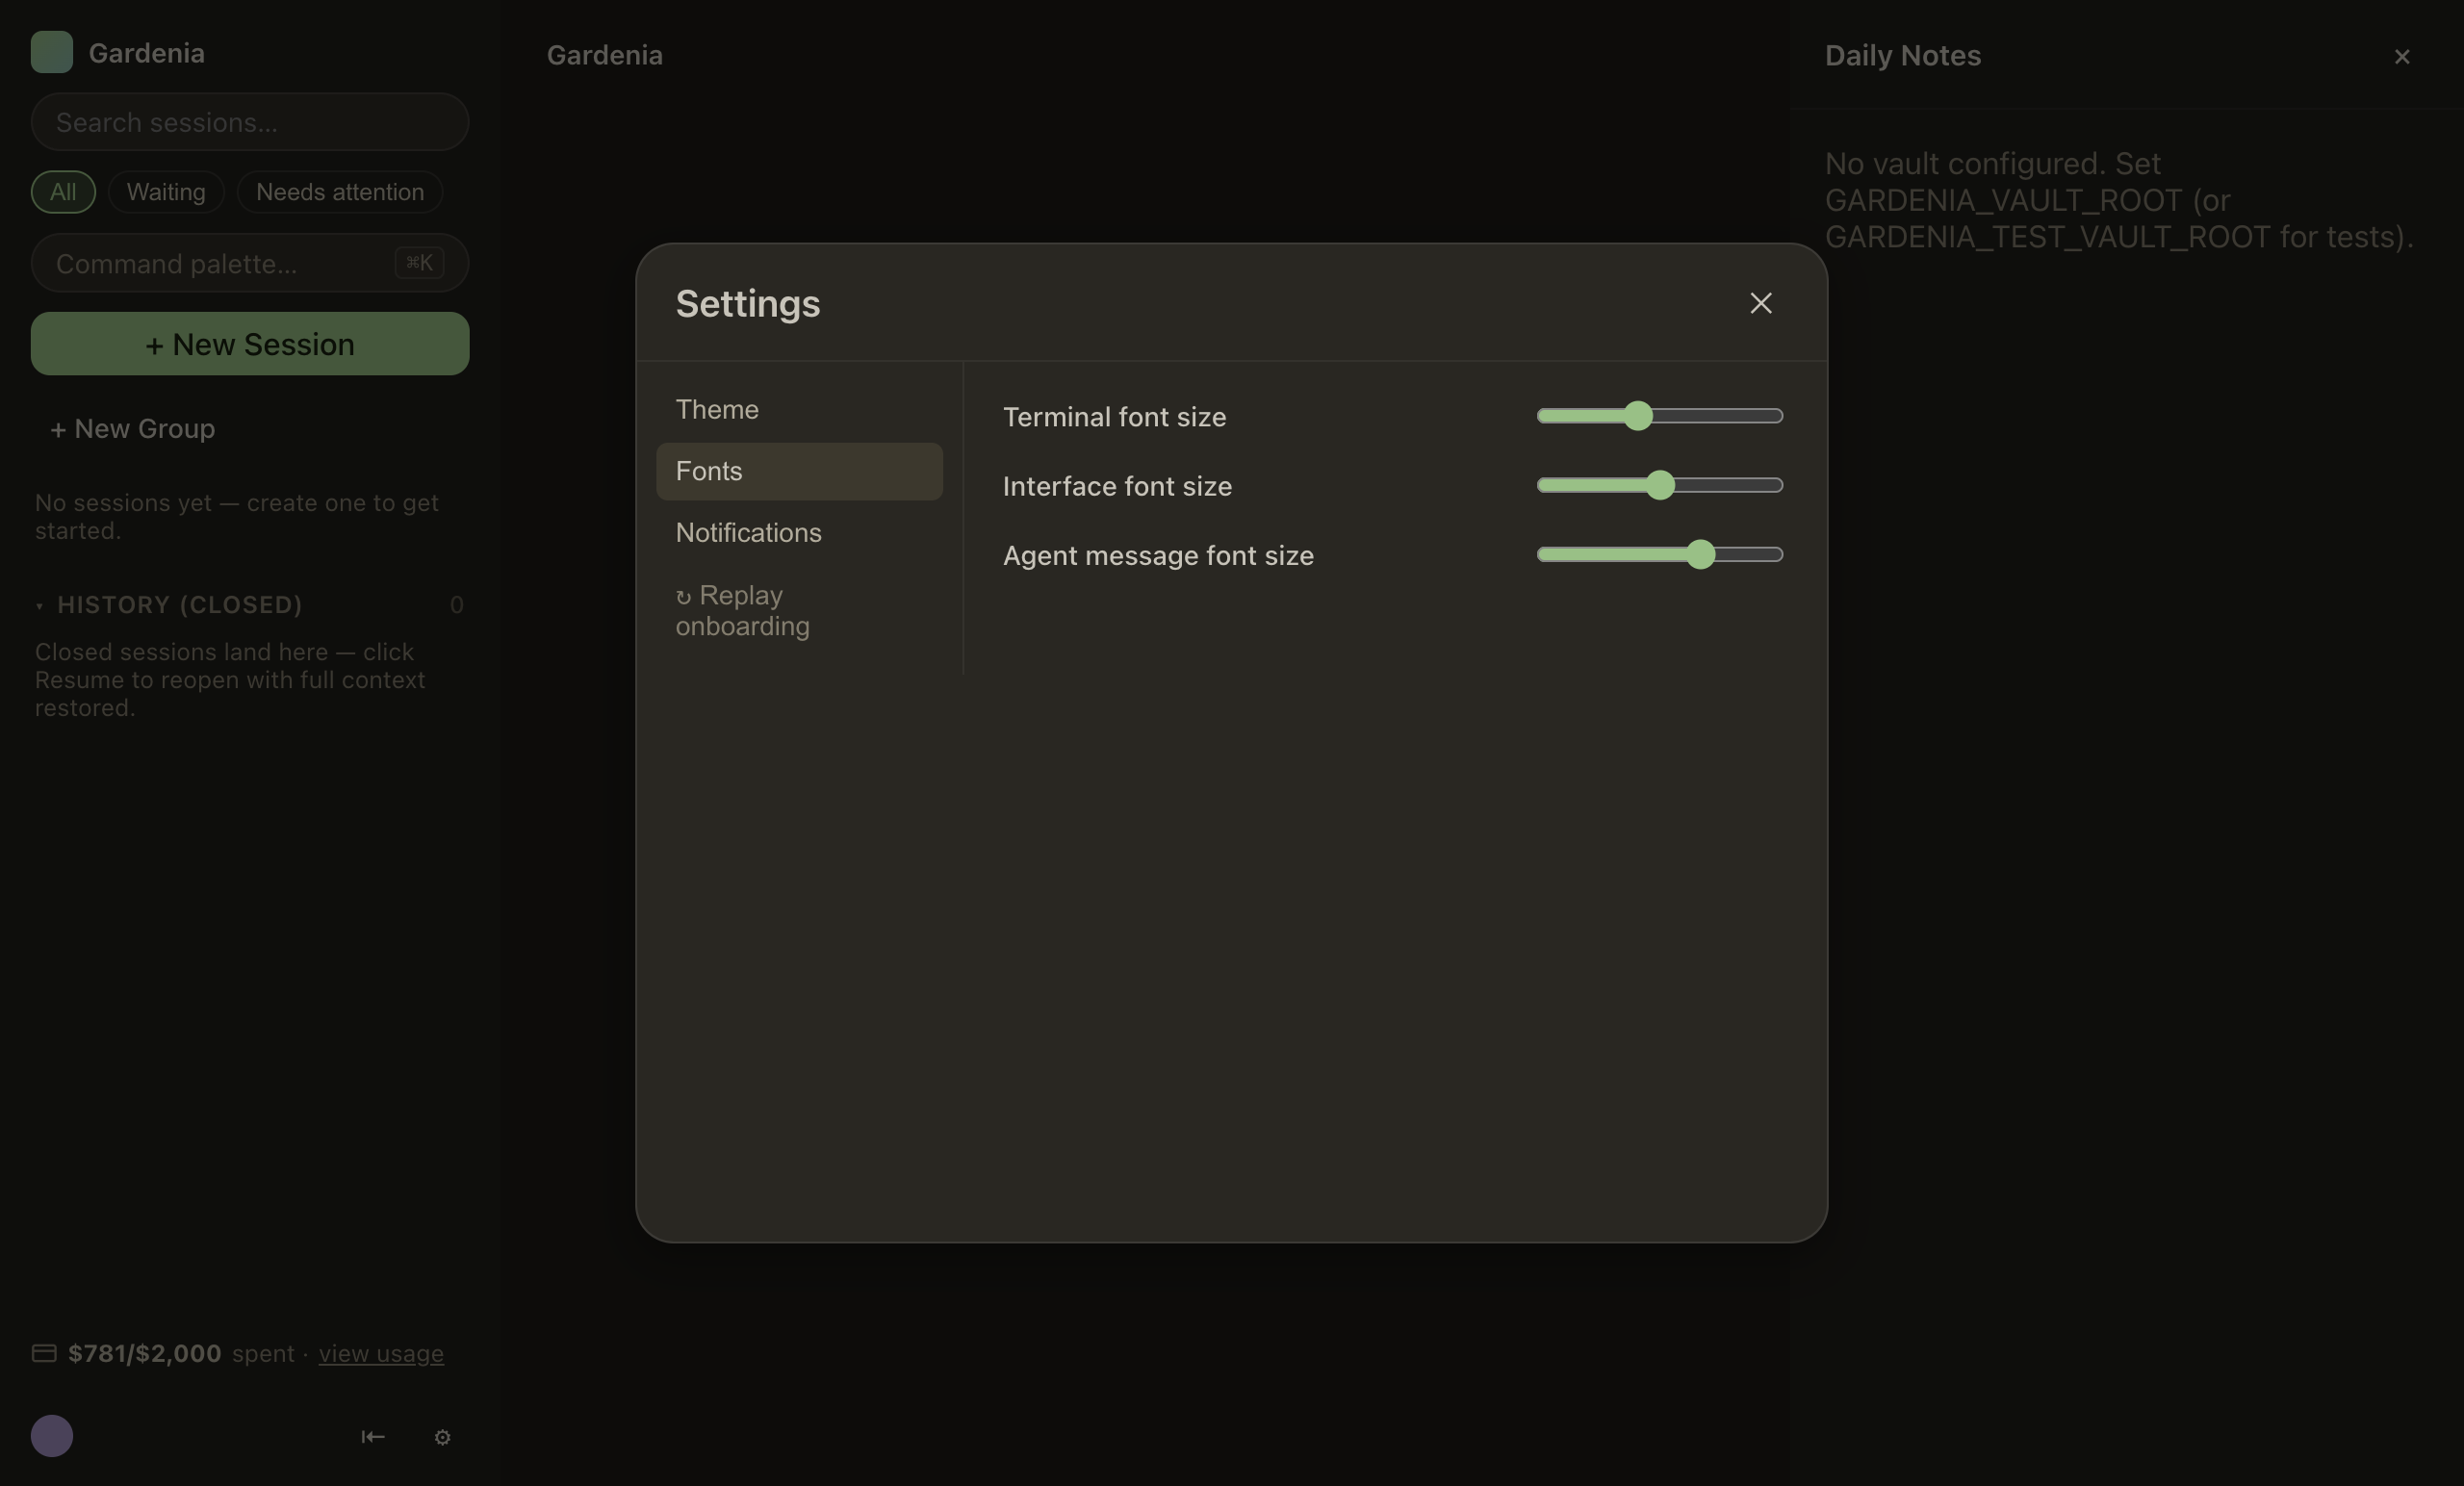 Gardenia
Search sessions...
All
Waiting
Needs attention
Command palette...
⌘K
+ New Session
+ New Group
No sessions yet — create one to get
started.
▾ HISTORY (CLOSED) 0
Closed sessions land here — click
Resume to reopen with full context
restored.
$781/$2,000 spent · view usage
Gardenia
Settings
Theme
Fonts
Notifications
↻ Replay
onboarding
Terminal font size
Interface font size
Agent message font size
Daily Notes
No vault configured. Set
GARDENIA_VAULT_ROOT (or
GARDENIA_TEST_VAULT_ROOT for tests).